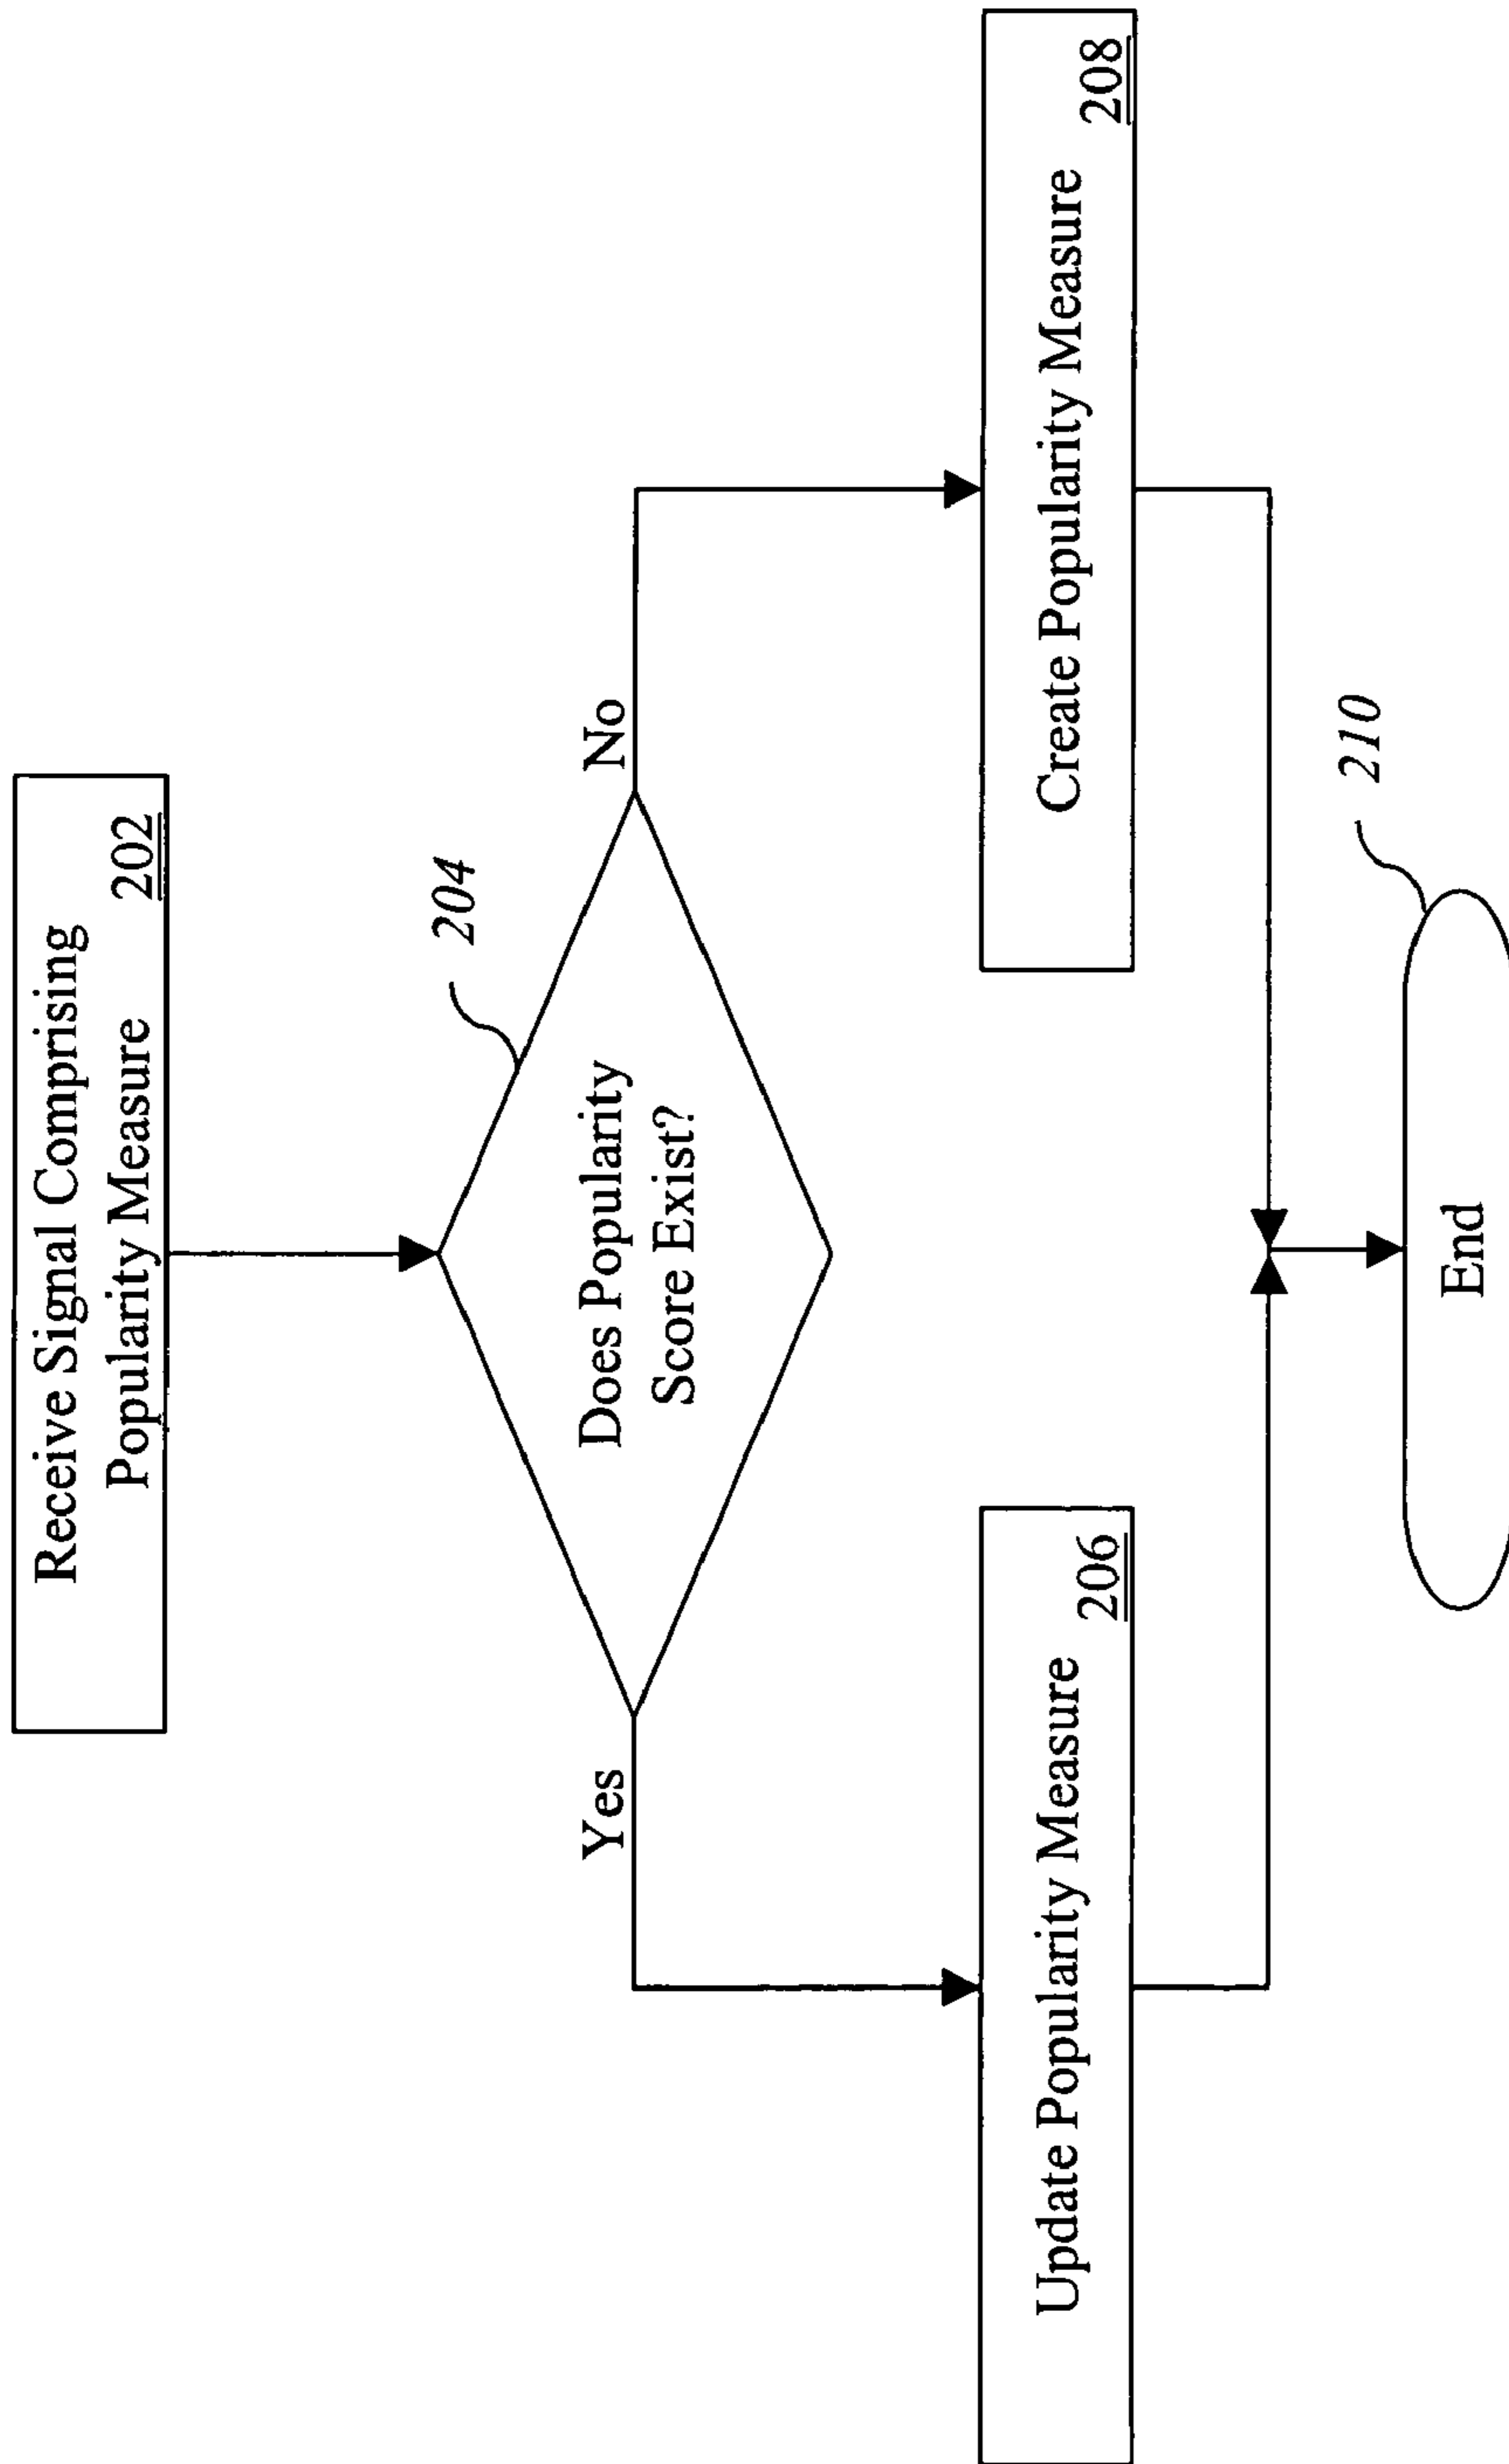 Receive Signal Comprising
Popularity Measure 202
204
Does Popularity
Score Exist?
Yes
No
Update Popularity Measure
206
Create Popularity Measure
208
210
End